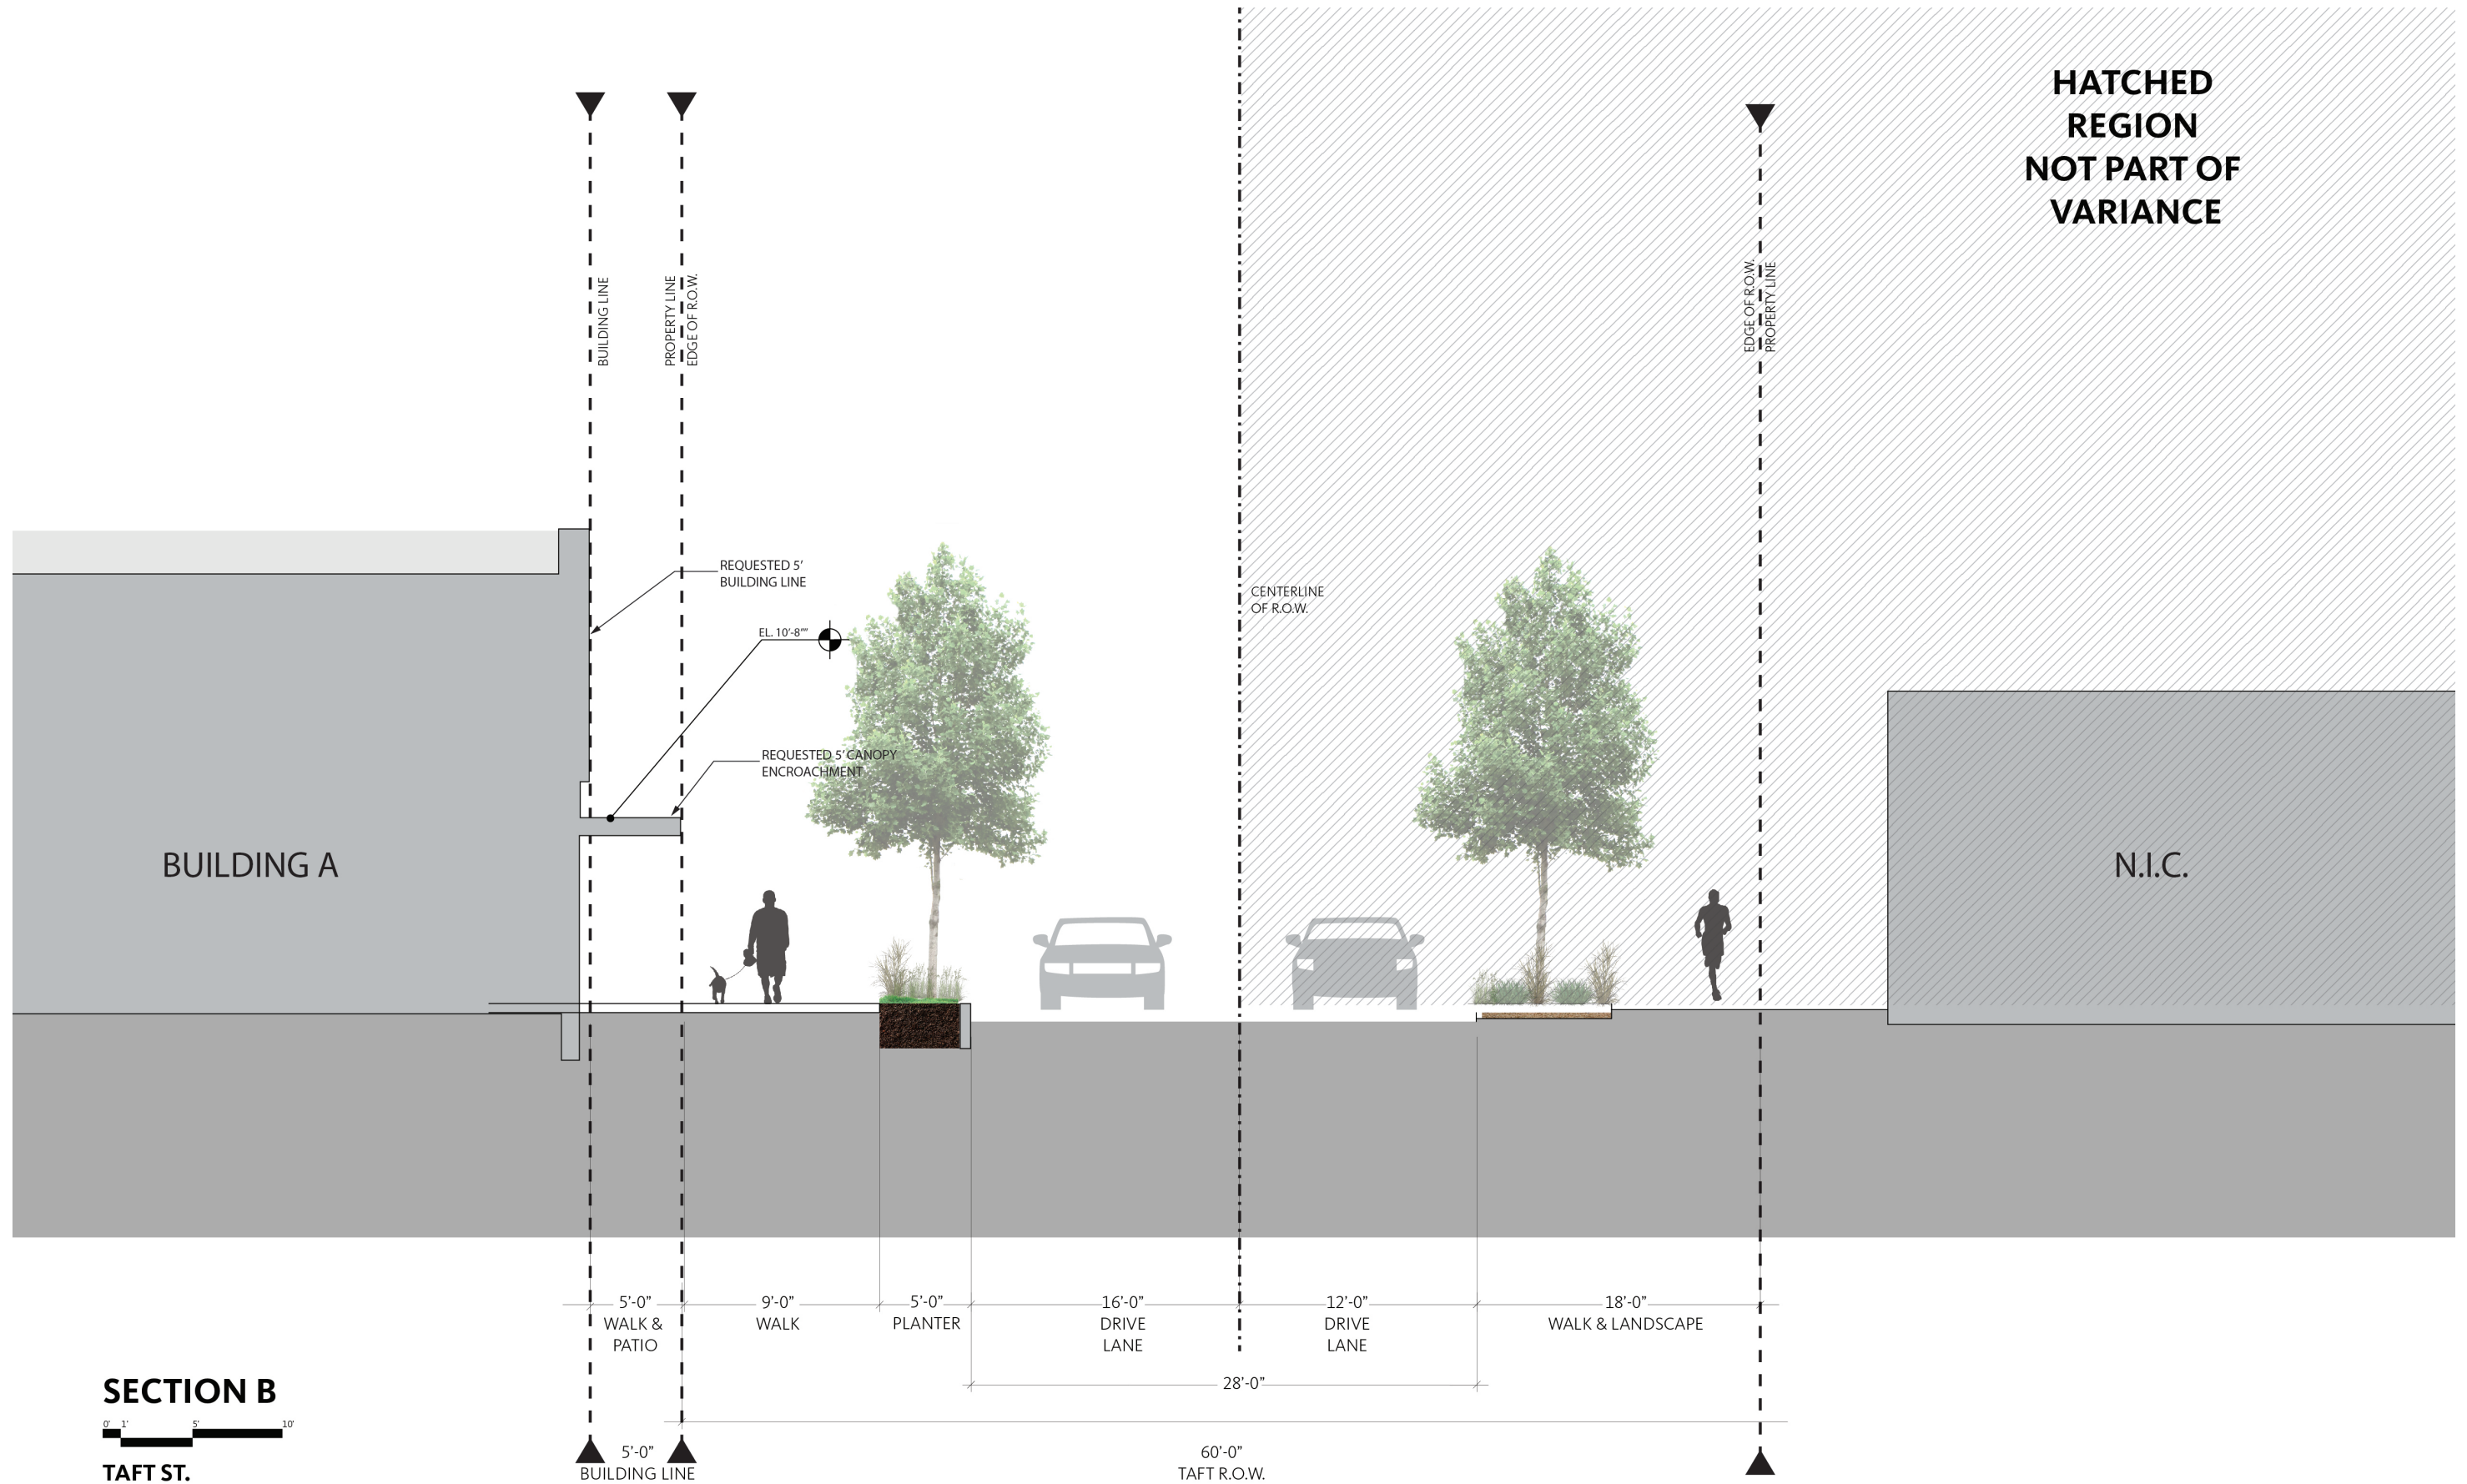 HATCHED
REGION
NOT PART OF
VARIANCE
BUILDING LINE
PROPERTY LINE
EDGE OF R.O.W.
EDGE OF R.O.W.
PROPERTY LINE
REQUESTED 5'
BUILDING LINE
CENTERLINE
OF R.O.W.
EL. 10'-8""
REQUESTED 5' CANOPY
ENCROACHMENT
BUILDING A
N.I.C.
5'-0"
WALK &
PATIO
9'-0"
WALK
5'-0"
PLANTER
16'-0"
DRIVE
LANE
12'-0"
DRIVE
LANE
18'-0"
WALK & LANDSCAPE
28'-0"
SECTION B
0' 1' 5' 10'
TAFT ST.
5'-0"
BUILDING LINE
60'-0"
TAFT R.O.W.